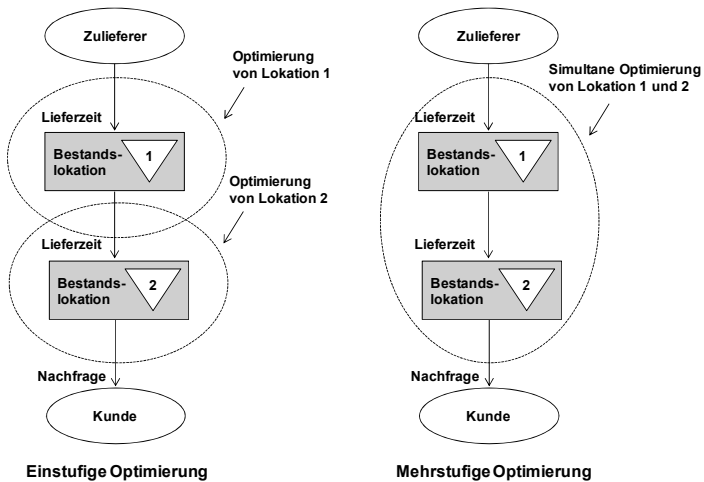 Zulieferer
Optimierung
von Lokation 1
Lieferzeit
Bestands-
lokation
1
Optimierung
von Lokation 2
Lieferzeit
Bestands-
lokation
2
Nachfrage
Kunde
Einstufige Optimierung
Zulieferer
Simultane Optimierung
von Lokation 1 und 2
Lieferzeit
Bestands-
lokation
1
Lieferzeit
Bestands-
lokation
2
Nachfrage
Kunde
Mehrstufige Optimierung